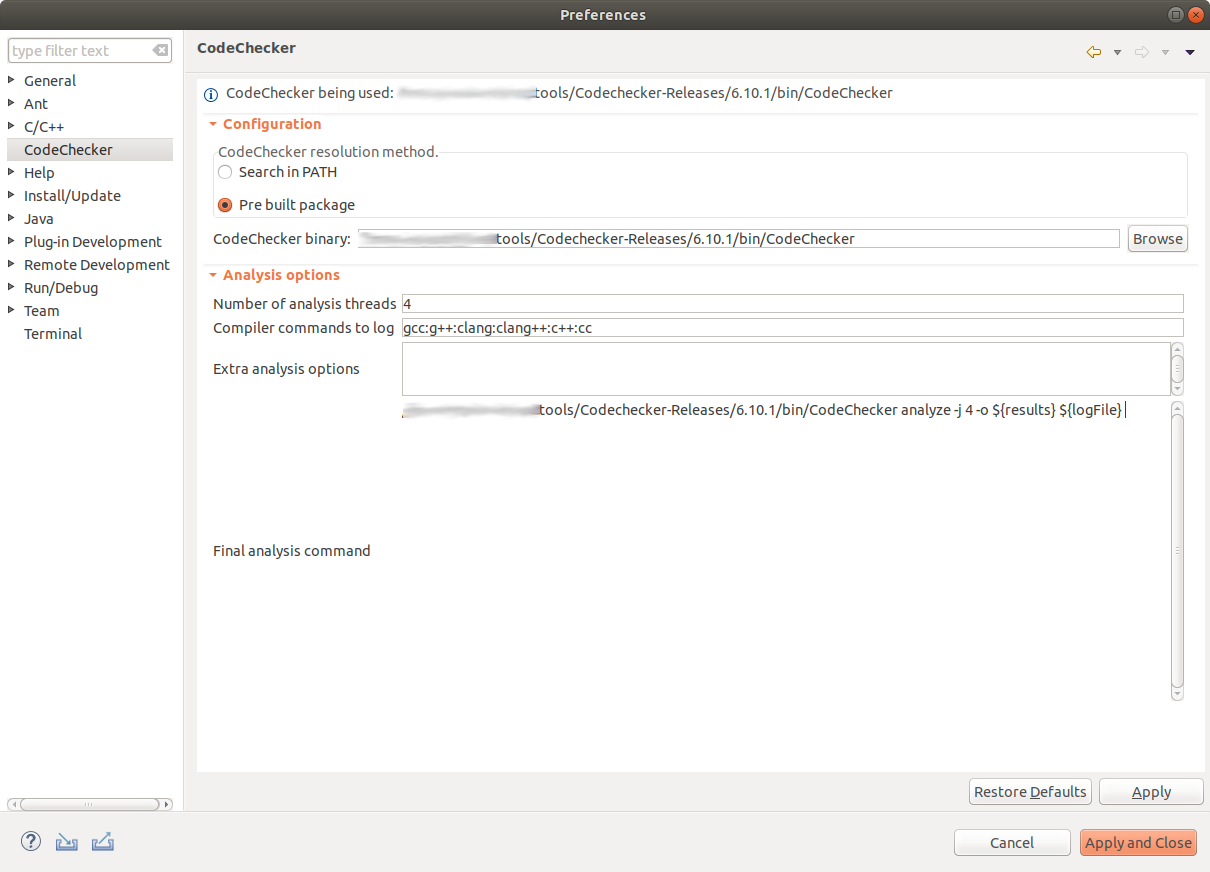 Preferences
type filter text
General
Ant
C/C++
CodeChecker
Help
Install/Update
Java
Plug-in Development
Remote Development
Run/Debug
Team
Terminal
CodeChecker
CodeChecker being used: tools/Codechecker-Releases/6.10.1/bin/CodeChecker
Configuration
CodeChecker resolution method.
Search in PATH
Pre built package
CodeChecker binary: tools/Codechecker-Releases/6.10.1/bin/CodeChecker Browse
Analysis options
Number of analysis threads 4
Compiler commands to log gcc:g++:clang:clang++:c++:cc
Extra analysis options
tools/Codechecker-Releases/6.10.1/bin/CodeChecker analyze -j 4 -o ${results} ${logFile}
Final analysis command
Restore Defaults Apply
Cancel Apply and Close